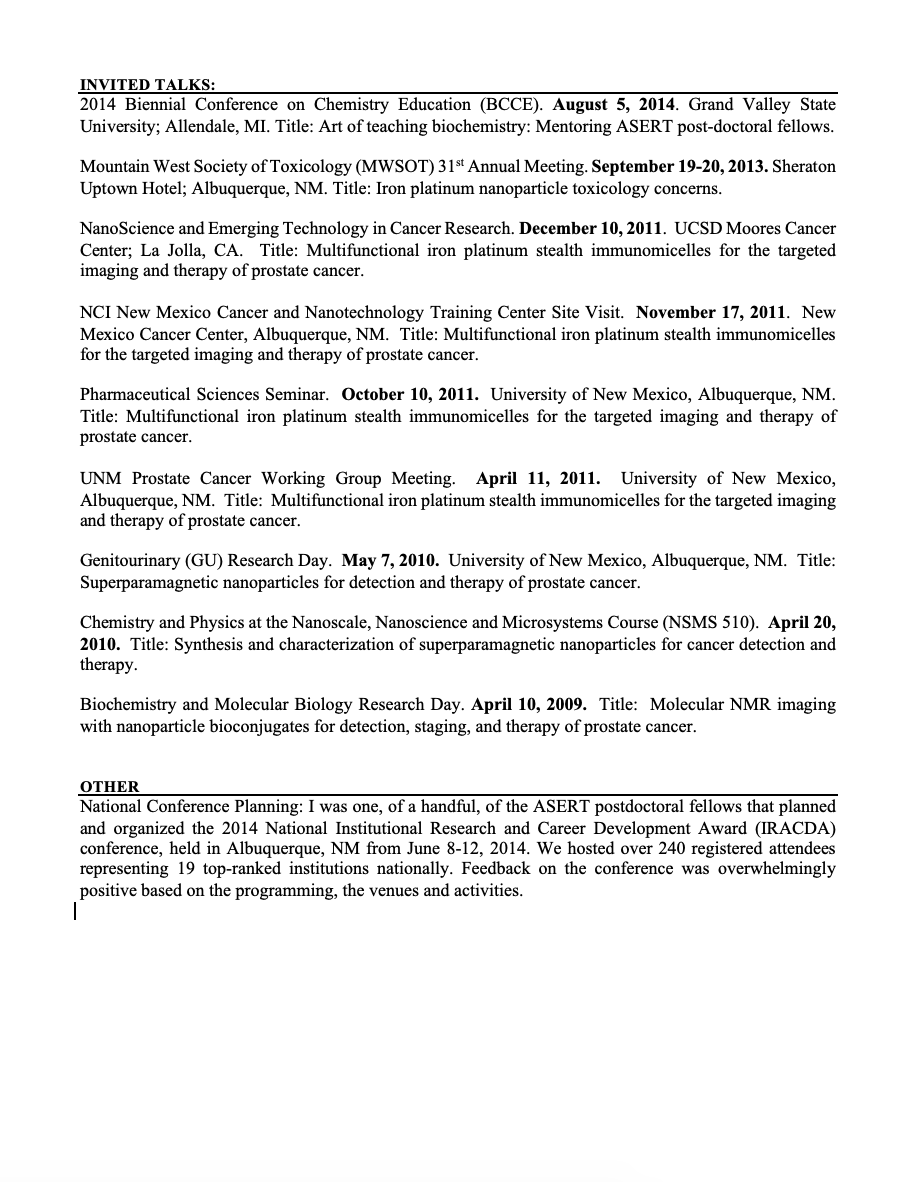 INVITED TALKS:
2014 Biennial Conference on Chemistry Education (BCCE). August 5, 2014. Grand Valley State
University; Allendale, MI. Title: Art of teaching biochemistry: Mentoring ASERT post-doctoral fellows.
Mountain West Society of Toxicology (MWSOT) 31st Annual Meeting. September 19-20, 2013. Sheraton
Uptown Hotel; Albuquerque, NM. Title: Iron platinum nanoparticle toxicology concerns.
NanoScience and Emerging Technology in Cancer Research. December 10, 2011. UCSD Moores Cancer
Center; La Jolla, CA. Title: Multifunctional iron platinum stealth immunomicelles for the targeted
imaging and therapy of prostate cancer.
NCI New Mexico Cancer and Nanotechnology Training Center Site Visit. November 17, 2011. New
Mexico Cancer Center, Albuquerque, NM. Title: Multifunctional iron platinum stealth immunomicelles
for the targeted imaging and therapy of prostate cancer.
Pharmaceutical Sciences Seminar. October 10, 2011. University of New Mexico, Albuquerque, NM.
Title: Multifunctional iron platinum stealth immunomicelles for the targeted imaging and therapy of
prostate cancer.
UNM Prostate Cancer Working Group Meeting. April 11, 2011. University of New Mexico,
Albuquerque, NM. Title: Multifunctional iron platinum stealth immunomicelles for the targeted imaging
and therapy of prostate cancer.
Genitourinary (GU) Research Day. May 7, 2010. University of New Mexico, Albuquerque, NM. Title:
Superparamagnetic nanoparticles for detection and therapy of prostate cancer.
Chemistry and Physics at the Nanoscale, Nanoscience and Microsystems Course (NSMS 510). April 20,
2010. Title: Synthesis and characterization of superparamagnetic nanoparticles for cancer detection and
therapy.
Biochemistry and Molecular Biology Research Day. April 10, 2009. Title: Molecular NMR imaging
with nanoparticle bioconjugates for detection, staging, and therapy of prostate cancer.
OTHER
National Conference Planning: I was one, of a handful, of the ASERT postdoctoral fellows that planned
and organized the 2014 National Institutional Research and Career Development Award (IRACDA)
conference, held in Albuquerque, NM from June 8-12, 2014. We hosted over 240 registered attendees
representing 19 top-ranked institutions nationally. Feedback on the conference was overwhelmingly
positive based on the programming, the venues and activities.